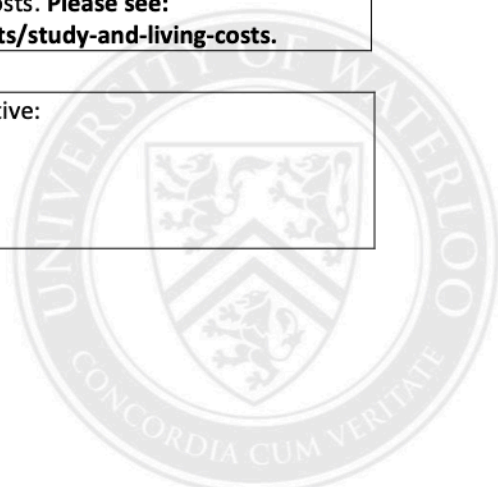 osts. Please see:
ts/study-and-living-costs.
tive:
UNIVERSITY OF WATERLOO
CONCORDIA CUM VERITATE